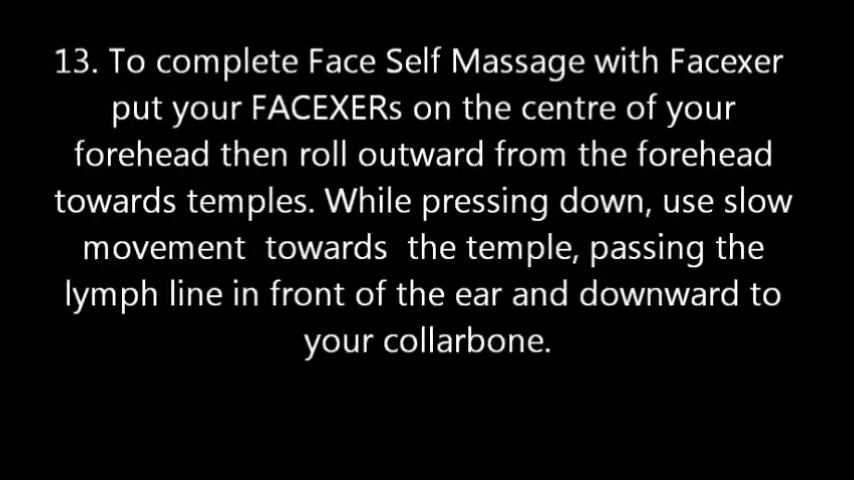 13. To complete Face Self Massage with Facexer
put your FACEXERs on the centre of your
forehead then roll outward from the forehead
towards temples. While pressing down, use slow
movement  towards  the temple, passing the
lymph line in front of the ear and downward to
your collarbone.